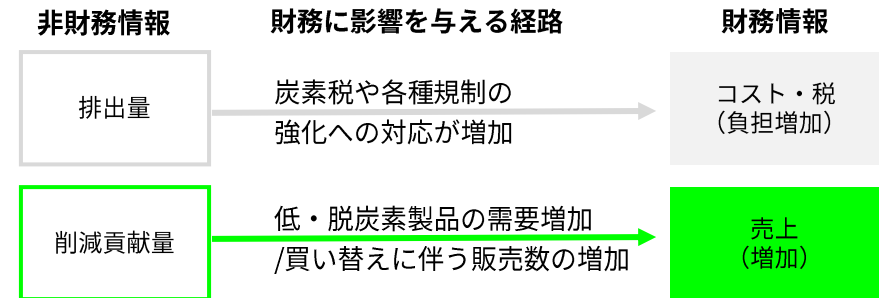 非財務情報
財務に影響を与える経路
財務情報
排出量
炭素税や各種規制の
強化への対応が増加
コスト・税
（負担増加）
削減貢献量
低・脱炭素製品の需要増加
/買い替えに伴う販売数の増加
売上
（増加）